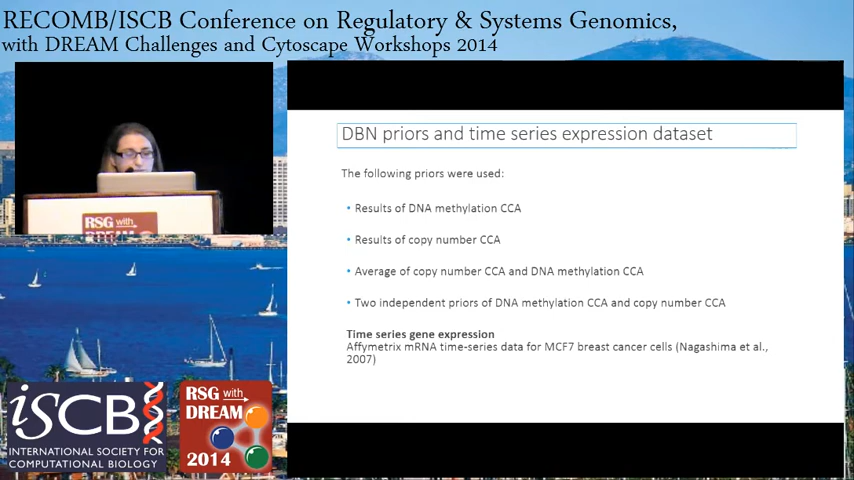 RECOMB/ISCB Conference on Regulatory & Systems Genomics,
with DREAM Challenges and Cytoscape Workshops 2014
DBN priors and time series expression dataset
The following priors were used:
• Results of DNA methylation CCA
• Results of copy number CCA
• Average of copy number CCA and DNA methylation CCA
• Two independent priors of DNA methylation CCA and copy number CCA
Time series gene expression
Affymetrix mRNA time-series data for MCF7 breast cancer cells (Nagashima et al.,
2007)
RSG with
DREAM
iSCB
INTERNATIONAL SOCIETY FOR
COMPUTATIONAL BIOLOGY
RSG with
DREAM
2014